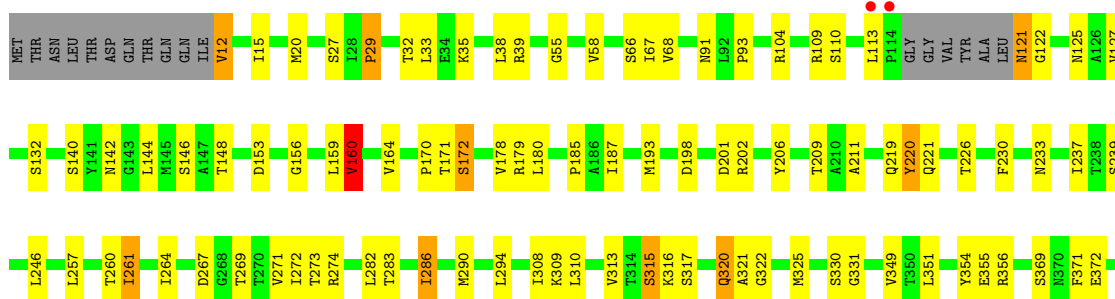 MET THR ASN LEU THR ASP GLN THR GLN GLN ILE V12 I15 M20 S27 I28 P29 T32 L33 E34 K35 L38 R39 G55 V58 S66 I67 V68 N91 L92 P93 R104 R109 S110 L113 P114 GLY GLY VAL TYR ALA LEU N121 G122 N125 A126 V127
S132 S140 Y141 N142 G143 L144 M145 S146 A147 T148 D153 G156 L159 V160 V164 P170 T171 S172 V178 R179 L180 P185 A186 I187 M193 D198 D201 R202 Y206 T209 A210 A211 Q219 Y220 Q221 T226 F230 N233 I237 T238 S239
L246 L257 T260 I261 I264 D267 G268 T269 T270 V271 I272 T273 R274 L282 T283 I286 M290 L294 I308 K309 L310 V313 T314 S315 K316 S317 Q320 A321 G322 M325 S330 G331 V349 T350 L351 Y354 E355 R356 S369 N370 E371 E372